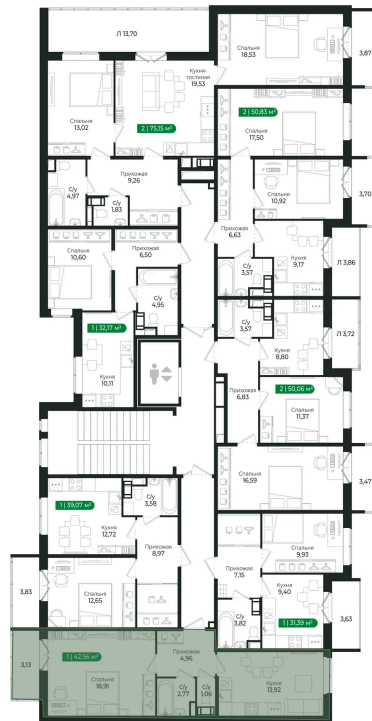 Л 13,70
Спальня
18,53
3,87
Кухня-
гостиная
19,53
Спальня
13,02
2 | 75,15 м²
2 | 50,83 м²
Спальня
17,50
Прихожая
9,26
С/у
4,97
С/у
1,83
Спальня
10,92
3,70
Прихожая
6,63
Кухня
9,17
Л 3,86
С/у
3,57
Спальня
10,60
Прихожая
6,50
С/у
4,95
С/у
3,57
Кухня
8,80
Л 3,72
1 | 32,17 м²
Кухня
10,11
Прихожая
6,83
2 | 50,06 м²
Спальня
11,37
Спальня
16,59
3,47
1 | 39,07 м²
Кухня
12,72
С/у
3,58
Прихожая
8,97
Спальня
9,93
Прихожая
7,15
3,83
Спальня
12,65
Кухня
9,40
С/у
3,82
1 | 31,39 м²
3,63
3,13
1 | 42,56 м²
Спальня
18,91
Прихожая
4,96
С/у
2,77
С/у
1,06
Кухня
13,92